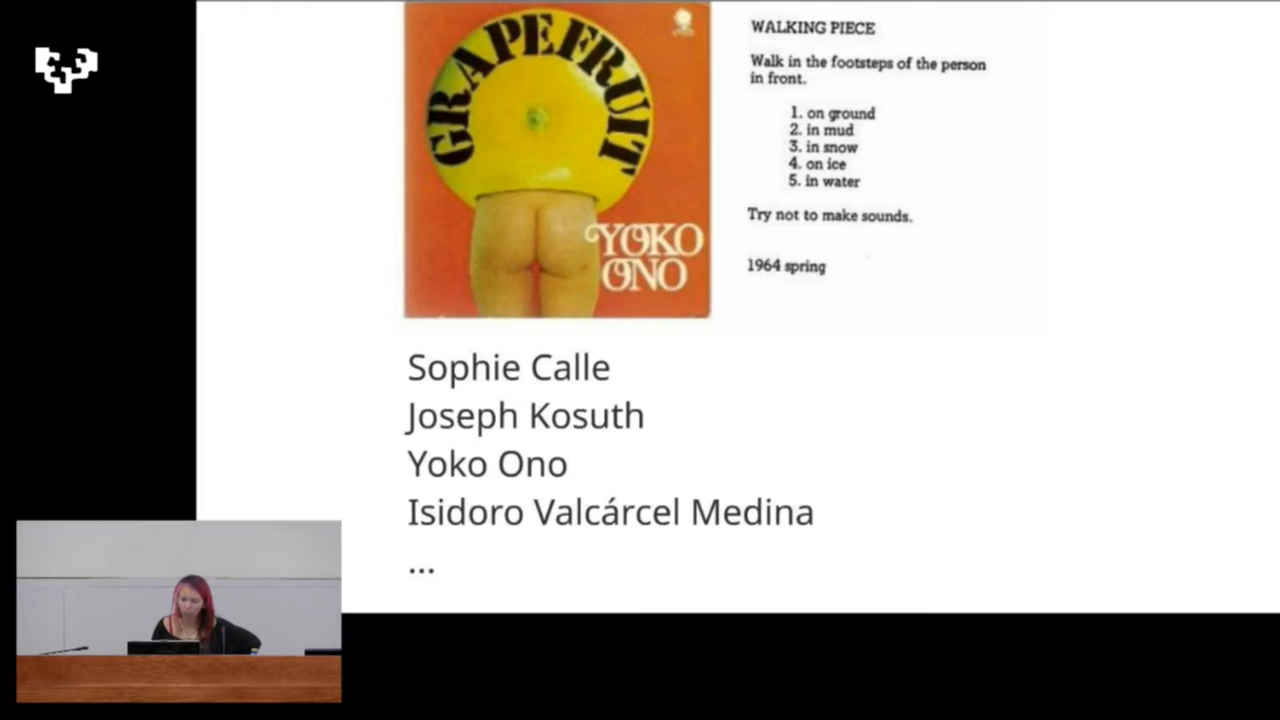 GRAPEFRUIT
YOKO
ONO
WALKING PIECE
Walk in the footsteps of the person
in front.
1. on ground
2. in mud
3. in snow
4. on ice
5. in water
Try not to make sounds.
1964 spring
Sophie Calle
Joseph Kosuth
Yoko Ono
Isidoro Valcárcel Medina
...